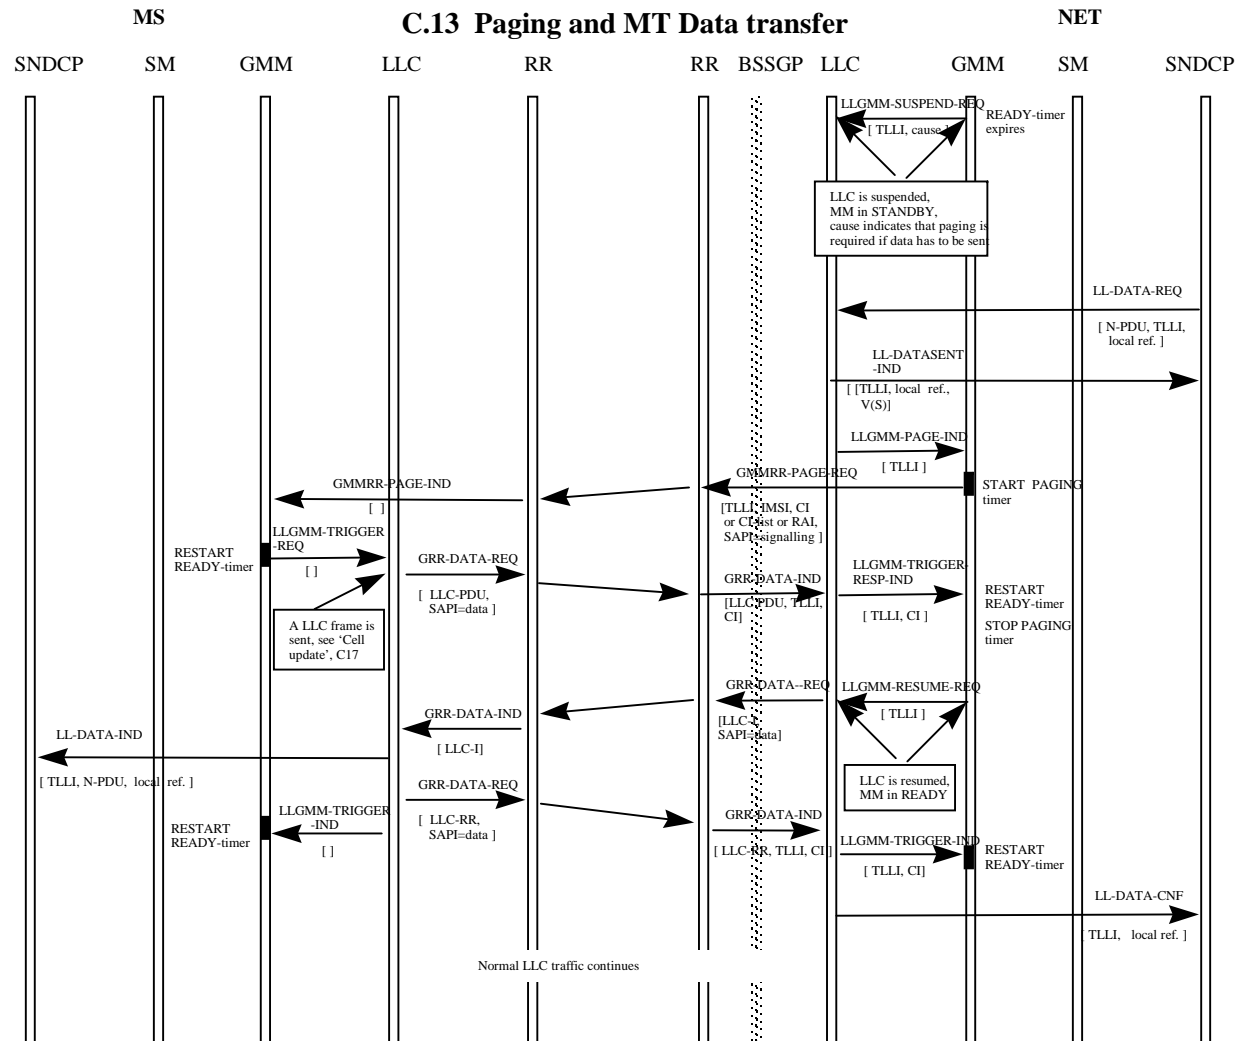 MS
C.13 Paging and MT Data transfer
NET
SNDCP SM GMM LLC RR RR BSSGP LLC GMM SM SNDCP
LLGMM-SUSPEND-REQ
[ TLLI, cause ]
READY-timer
expires
LLC is suspended,
MM in STANDBY,
cause indicates that paging is
required if data has to be sent
LL-DATA-REQ
[ N-PDU, TLLI,
local ref. ]
LL-DATASENT
-IND
[ [TLLI, local ref.,
V(S)]
LLGMM-PAGE-IND
[ TLLI ]
GMMRR-PAGE-REQ
START PAGING
timer
[TLLI, IMSI, CI
or CI-list or RAI,
SAPI=signalling ]
GMMRR-PAGE-IND
[ ]
LLGMM-TRIGGER
-REQ
[ ]
RESTART
READY-timer
A LLC frame is
sent, see ‘Cell
update’, C17
GRR-DATA-REQ
[ LLC-PDU,
SAPI=data ]
GRR-DATA-IND
[LLC-PDU, TLLI,
CI]
LLGMM-TRIGGER-
RESP-IND
[ TLLI, CI ]
RESTART
READY-timer
STOP PAGING
timer
LLGMM-RESUME-REQ
[ TLLI ]
LLC is resumed,
MM in READY
GRR-DATA--REQ
[LLC-I,
SAPI=data]
GRR-DATA-IND
[ LLC-I ]
LL-DATA-IND
[ TLLI, N-PDU, local ref. ]
GRR-DATA-REQ
[ LLC-RR,
SAPI=data ]
LLGMM-TRIGGER
-IND
[ ]
RESTART
READY-timer
GRR-DATA-IND
[ LLC-RR, TLLI, CI ]
LLGMM-TRIGGER-IND
[ TLLI, CI]
RESTART
READY-timer
LL-DATA-CNF
[ TLLI, local ref. ]
Normal LLC traffic continues